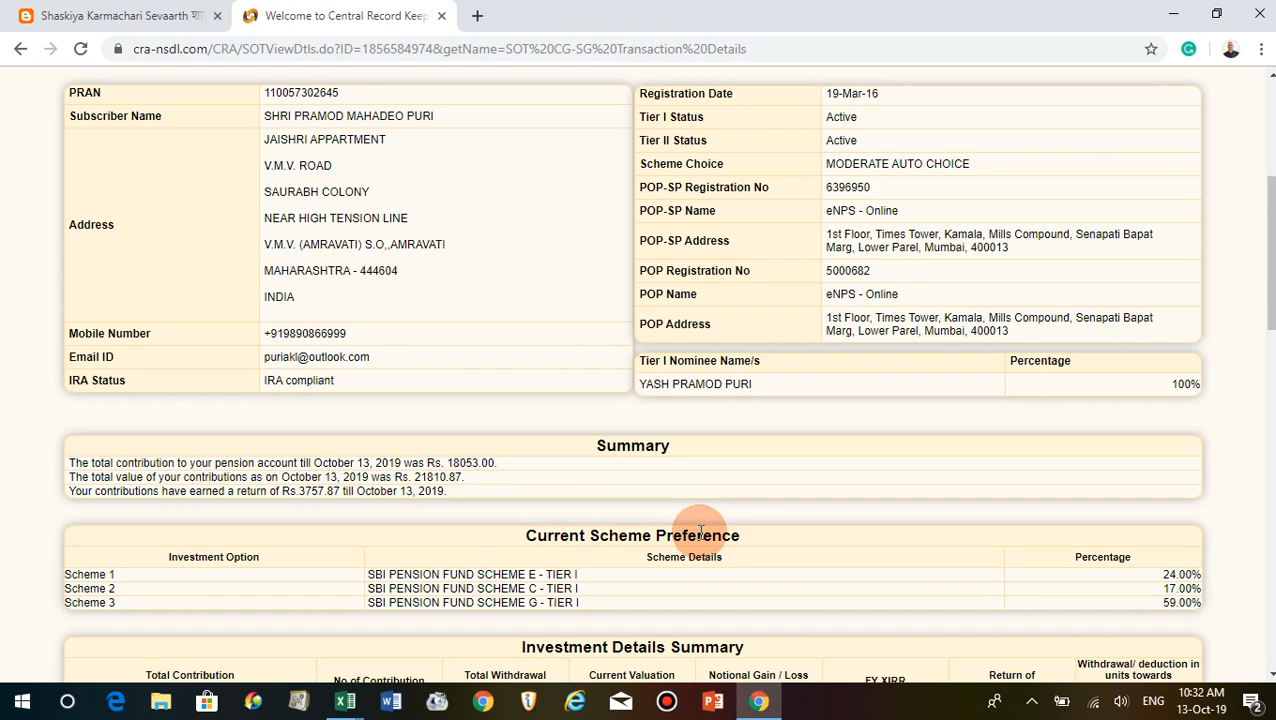 Shaskiya Karmachari Sevaarth
Welcome to Central Record Keep
cra-nsdl.com/CRA/SOTViewDtls.do?ID=1856584974&getName=SOT%20CG-SG%20Transaction%20Details
PRAN 110057302645
Subscriber Name SHRI PRAMOD MAHADEO PURI
Address JAISHRI APPARTMENT
V.M.V. ROAD
SAURABH COLONY
NEAR HIGH TENSION LINE
V.M.V. (AMRAVATI) S.O,,AMRAVATI
MAHARASHTRA - 444604
INDIA
Mobile Number +919890866999
Email ID puriakl@outlook.com
IRA Status IRA compliant
Registration Date 19-Mar-16
Tier I Status Active
Tier II Status Active
Scheme Choice MODERATE AUTO CHOICE
POP-SP Registration No 6396950
POP-SP Name eNPS - Online
POP-SP Address 1st Floor, Times Tower, Kamala, Mills Compound, Senapati Bapat
Marg, Lower Parel, Mumbai, 400013
POP Registration No 5000682
POP Name eNPS - Online
POP Address 1st Floor, Times Tower, Kamala, Mills Compound, Senapati Bapat
Marg, Lower Parel, Mumbai, 400013
Tier I Nominee Name/s Percentage
YASH PRAMOD PURI 100%
Summary
The total contribution to your pension account till October 13, 2019 was Rs. 18053.00.
The total value of your contributions as on October 13, 2019 was Rs. 21810.87.
Your contributions have earned a return of Rs.3757.87 till October 13, 2019.
Current Scheme Preference
Investment Option Scheme Details Percentage
Scheme 1 SBI PENSION FUND SCHEME E - TIER I 24.00%
Scheme 2 SBI PENSION FUND SCHEME C - TIER I 17.00%
Scheme 3 SBI PENSION FUND SCHEME G - TIER I 59.00%
Investment Details Summary
Total Contribution No of Contribution Total Withdrawal Current Valuation Notional Gain / Loss FY XIRR Return of Withdrawal/ deduction in
units towards
ENG
10:32 AM
13-Oct-19
2